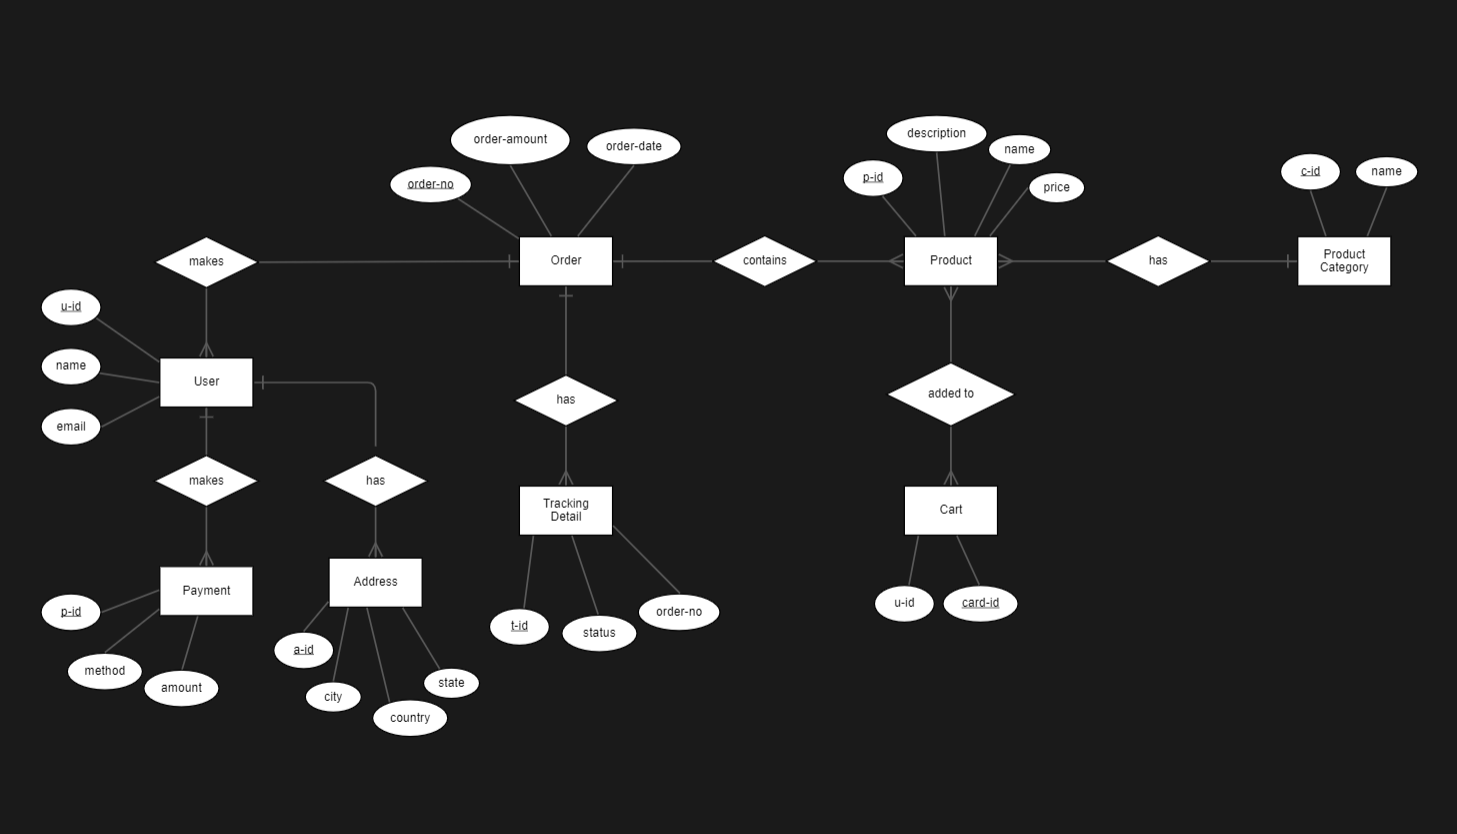 order-amount
order-date
order-no
description
name
price
p-id
c-id
name
makes
Order
contains
Product
has
Product
Category
u-id
name
email
User
has
added to
makes
has
Tracking
Detail
Cart
Payment
Address
p-id
method
amount
a-id
city
country
state
t-id
status
order-no
u-id
card-id